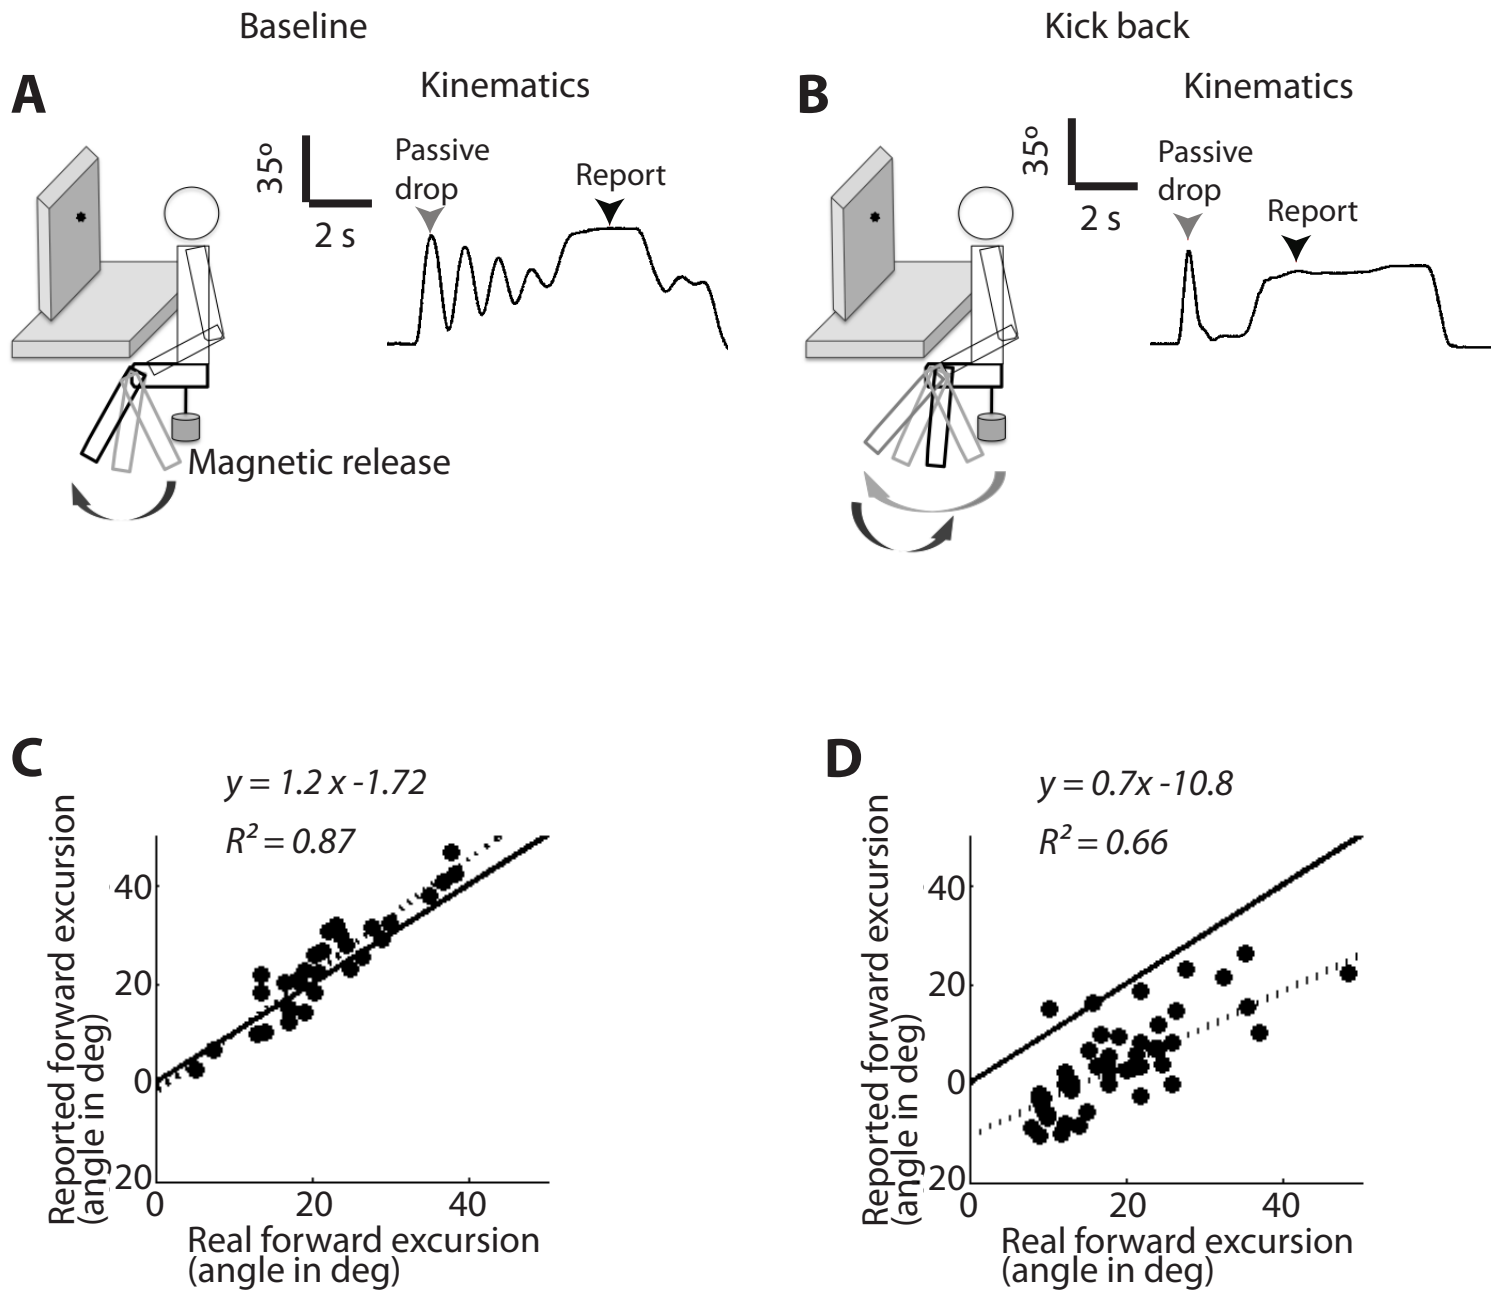 Baseline
Kick back
A
Kinematics
35º
2 s
Passive
drop
Report
Magnetic release
B
Kinematics
35º
2 s
Passive
drop
Report
C
y = 1.2 x -1.72
R² = 0.87
Reported forward excursion
(angle in deg)
40
20
0
20
0
20
40
Real forward excursion
(angle in deg)
D
y = 0.7x -10.8
R² = 0.66
Reported forward excursion
(angle in deg)
40
20
0
20
0
20
40
Real forward excursion
(angle in deg)